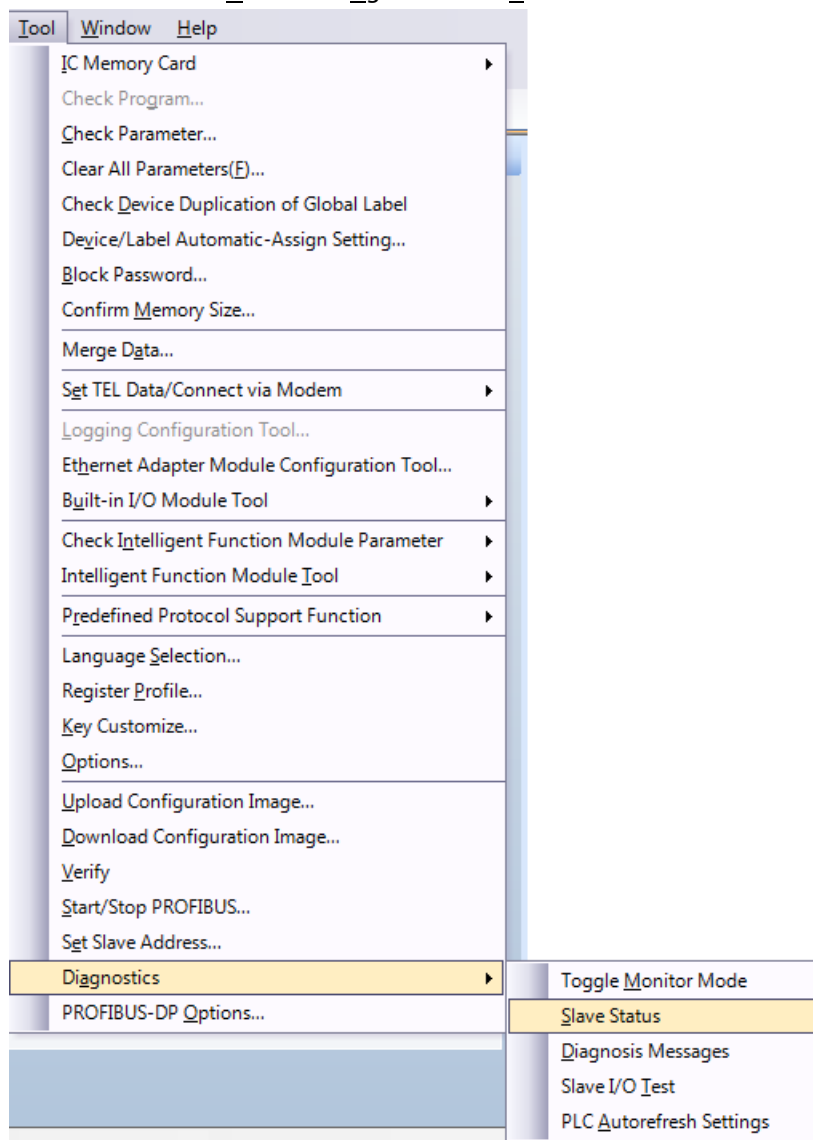 Tool Window Help
IC Memory Card
Check Program...
Check Parameter...
Clear All Parameters(F)...
Check Device Duplication of Global Label
Device/Label Automatic-Assign Setting...
Block Password...
Confirm Memory Size...
Merge Data...
Set TEL Data/Connect via Modem
Logging Configuration Tool...
Ethernet Adapter Module Configuration Tool...
Built-in I/O Module Tool
Check Intelligent Function Module Parameter
Intelligent Function Module Tool
Predefined Protocol Support Function
Language Selection...
Register Profile...
Key Customize...
Options...
Upload Configuration Image...
Download Configuration Image...
Verify
Start/Stop PROFIBUS...
Set Slave Address...
Diagnostics
PROFIBUS-DP Options...
Toggle Monitor Mode
Slave Status
Diagnosis Messages
Slave I/O Test
PLC Autorefresh Settings